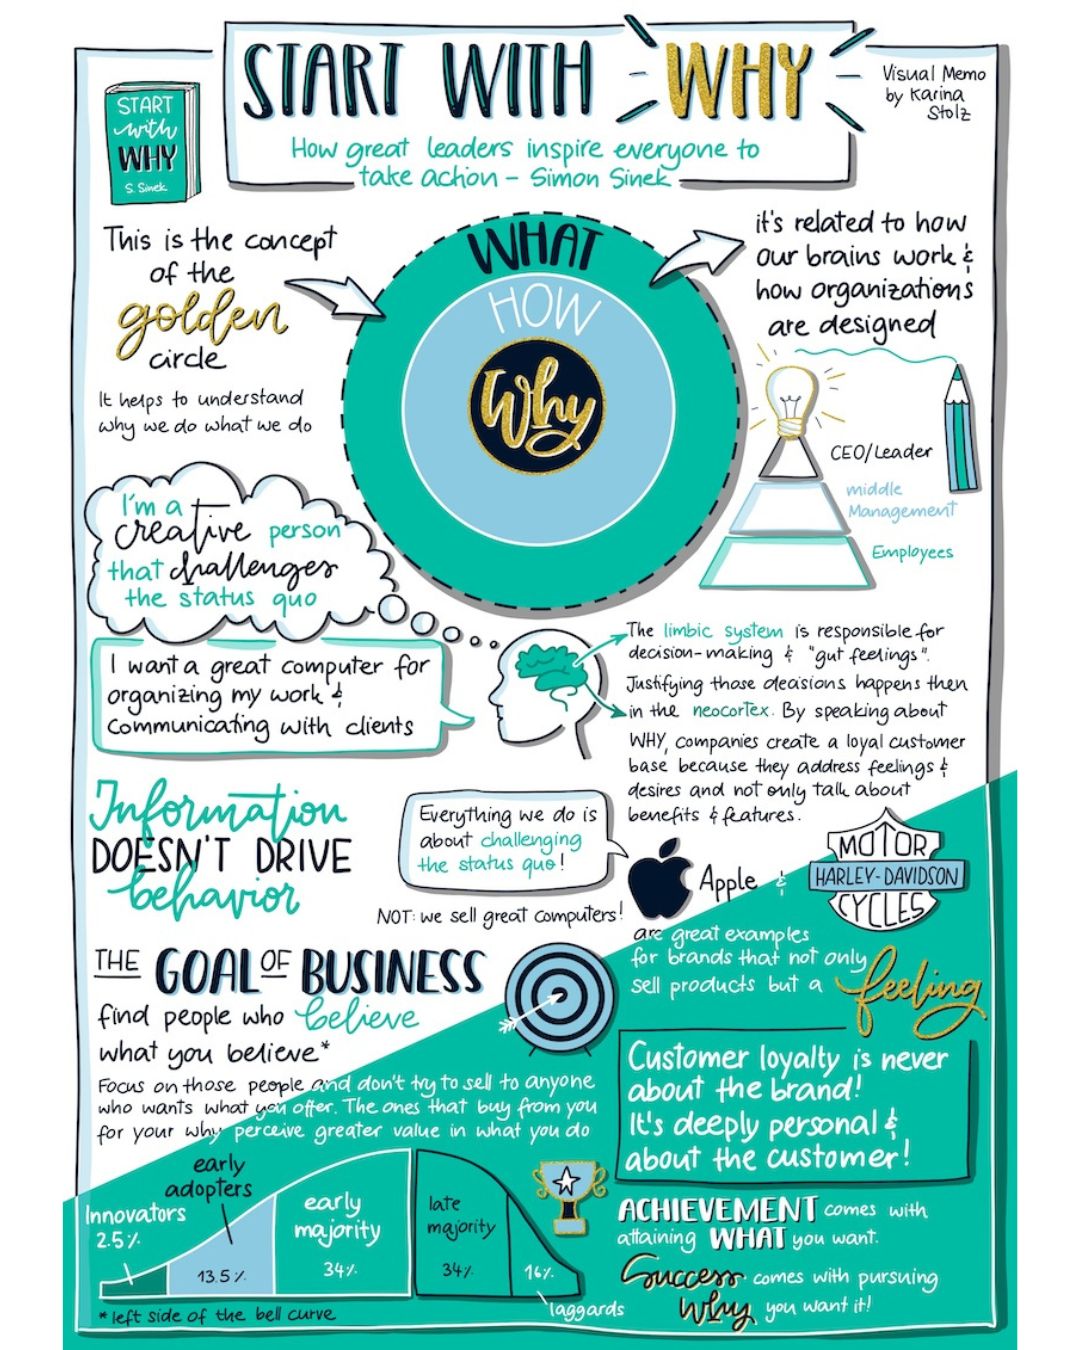 START WITH WHY
How great leaders inspire everyone to
take action - Simon Sinek
Visual Memo
by Karina
Stolz
START
with
WHY
S. Sinek
This is the concept
of the
golden
circle
It helps to understand
why we do what we do
WHAT
HOW
Why
it's related to how
our brains work &
how organizations
are designed
CEO/Leader
middle
Management
Employees
I'm a
creative person
that challenges
the status quo
I want a great computer for
organizing my work &
communicating with clients
The limbic system is responsible for
decision-making & "gut feelings".
Justifying those decisions happens then
in the neocortex. By speaking about
WHY, companies create a loyal customer
base because they address feelings &
desires and not only talk about
benefits & features.
Information
DOESN'T DRIVE
behavior
Everything we do is
about challenging
the status quo!
NOT: we sell great computers!
Apple &
MOTOR
HARLEY-DAVIDSON
CYCLES
are great examples
for brands that not only
sell products but a feeling
THE GOAL OF BUSINESS
find people who believe
what you believe*
Focus on those people and don't try to sell to anyone
who wants what you offer. The ones that buy from you
for your why perceive greater value in what you do
Customer loyalty is never
about the brand!
It's deeply personal &
about the customer!
Innovators
2.5%
early
adopters
13.5%
early
majority
34%
late
majority
34%
16%
laggards
*left side of the bell curve
ACHIEVEMENT comes with
attaining WHAT you want.
Success comes with pursuing
Why you want it!